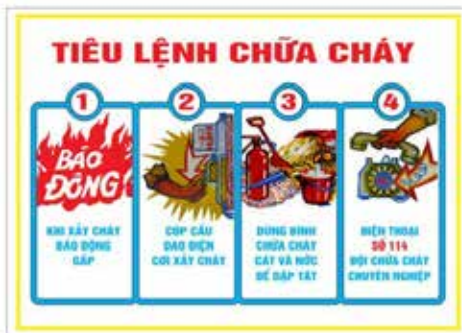 TIÊU LỆNH CHỮA CHÁY
1
BÁO
ĐỘNG
KHI XẢY CHÁY
BÁO ĐỘNG
GẤP
2
CÚP CẦU
DAO ĐIỆN
NƠI XẢY CHÁY
3
DÙNG BÌNH
CHỮA CHÁY
CÁT VÀ NƯỚC
ĐỂ DẬP TẮT
4
ĐIỆN THOẠI
SỐ 114
ĐỘI CHỮA CHÁY
CHUYÊN NGHIỆP